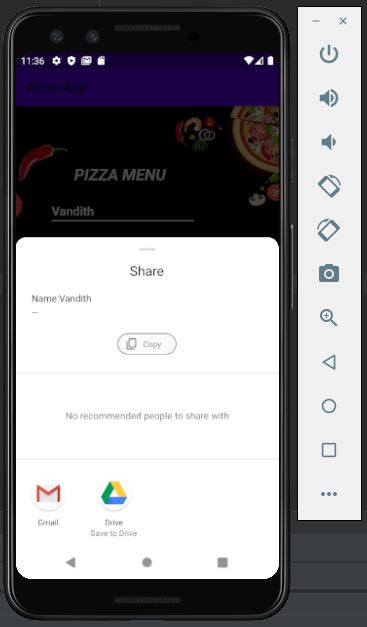 11:36
Pizza App
PIZZA MENU
Vandith
Share
Name:Vandith
...
Copy
No recommended people to share with
Gmail
Drive
Save to Drive